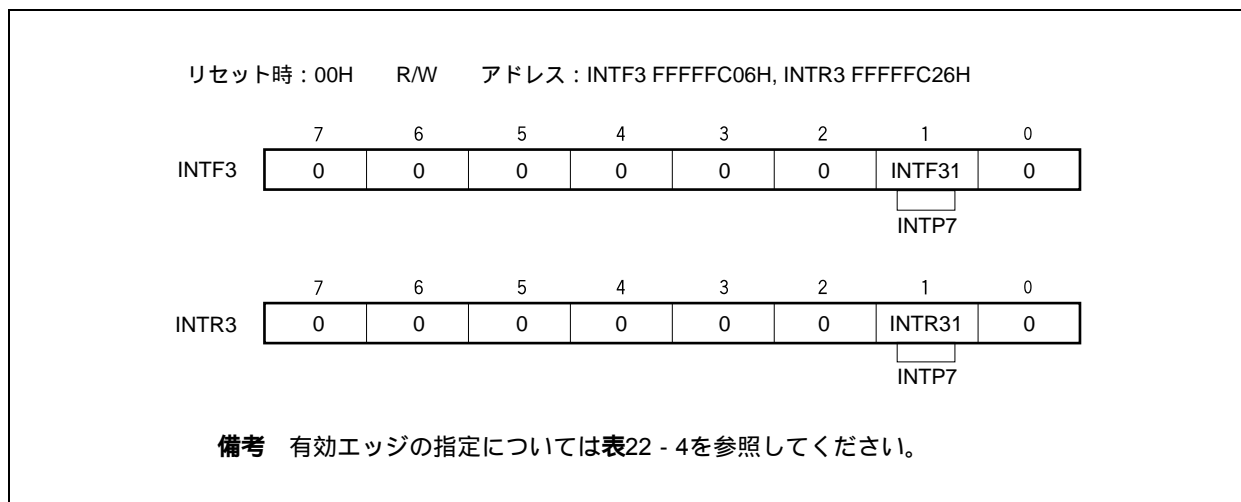 リセット時：00H R/W アドレス：INTF3 FFFFFC06H, INTR3 FFFFFC26H
7 6 5 4 3 2 1 0
INTF3 0 0 0 0 0 0 INTF31 0
INTP7
7 6 5 4 3 2 1 0
INTR3 0 0 0 0 0 0 INTR31 0
INTP7
備考 有効エッジの指定については表22 - 4を参照してください。